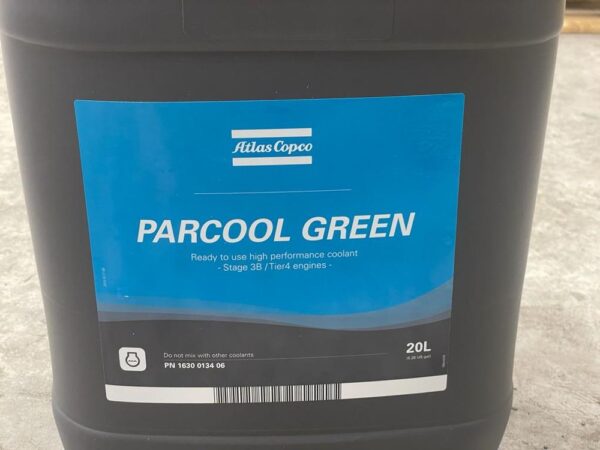 Atlas Copco
PARCOOL GREEN
Ready to use high performance coolant
- Stage 3B / Tier4 engines -
Do not mix with other coolants
PN 1630 0134 06
20L